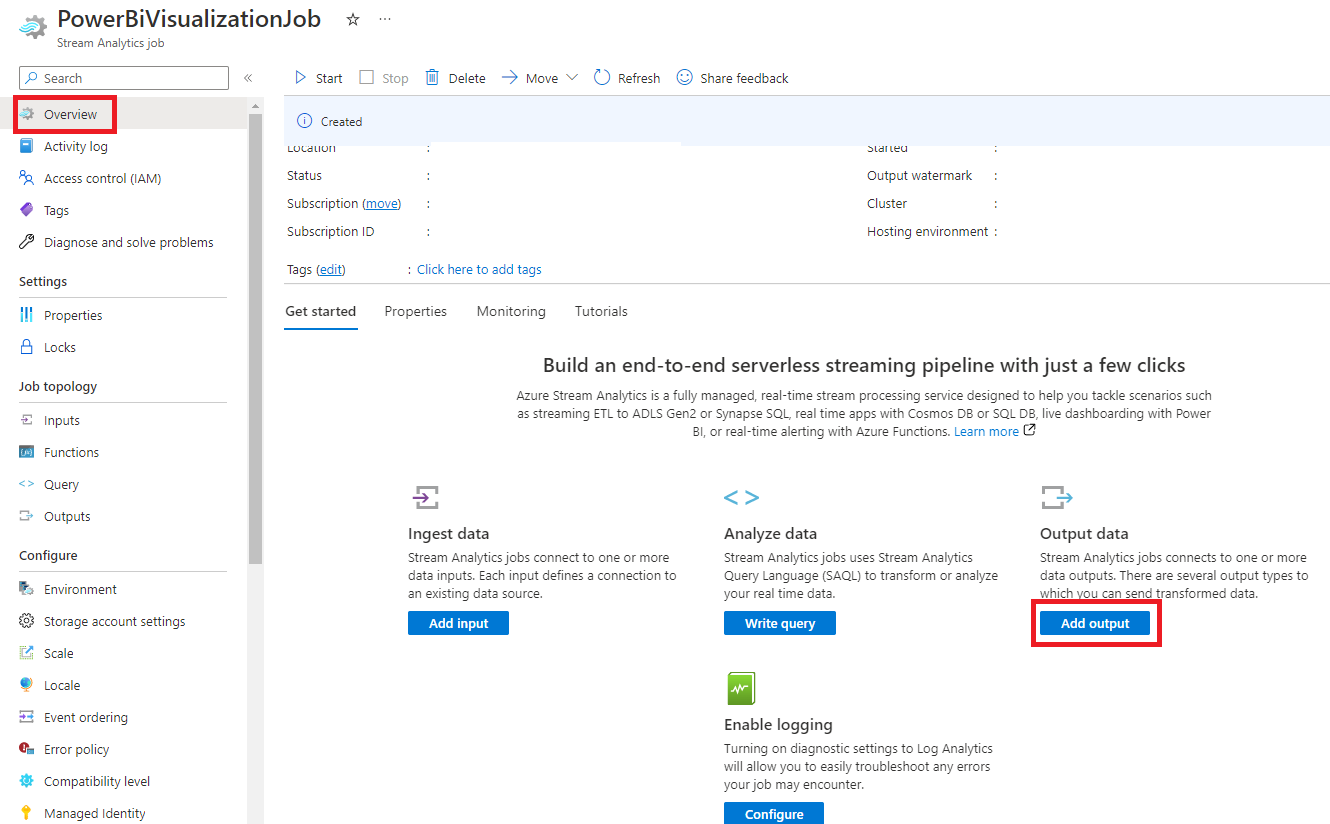 PowerBiVisualizationJob
Stream Analytics job
Search
«
Start
Stop
Delete
Move
Refresh
Share feedback
Overview
Activity log
Access control (IAM)
Tags
Diagnose and solve problems
Settings
Properties
Locks
Job topology
Inputs
Functions
Query
Outputs
Configure
Environment
Storage account settings
Scale
Locale
Event ordering
Error policy
Compatibility level
Managed Identity
Created
Location :
Started :
Status :
Output watermark :
Subscription (move) :
Cluster :
Subscription ID :
Hosting environment :
Tags (edit) : Click here to add tags
Get started
Properties
Monitoring
Tutorials
Build an end-to-end serverless streaming pipeline with just a few clicks
Azure Stream Analytics is a fully managed, real-time stream processing service designed to help you tackle scenarios such
as streaming ETL to ADLS Gen2 or Synapse SQL, real time apps with Cosmos DB or SQL DB, live dashboarding with Power
BI, or real-time alerting with Azure Functions. Learn more
Ingest data
Stream Analytics jobs connect to one or more
data inputs. Each input defines a connection to
an existing data source.
Add input
Analyze data
Stream Analytics jobs uses Stream Analytics
Query Language (SAQL) to transform or analyze
your real time data.
Write query
Output data
Stream Analytics jobs connects to one or more
data outputs. There are several output types to
which you can send transformed data.
Add output
Enable logging
Turning on diagnostic settings to Log Analytics
will allow you to easily troubleshoot any errors
your job may encounter.
Configure